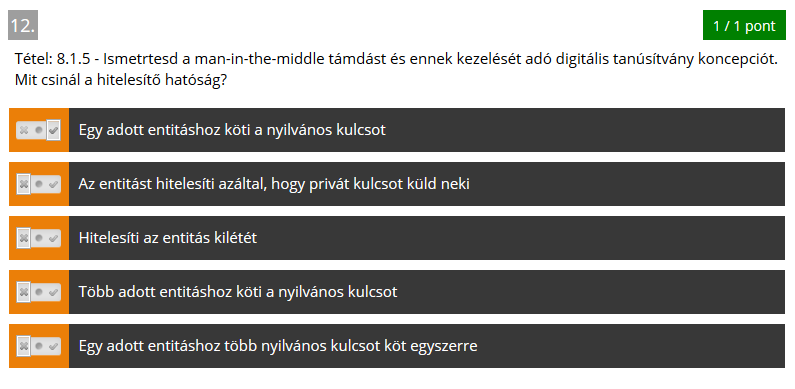 12.
1 / 1 pont
Tétel: 8.1.5 - Ismetrtesd a man-in-the-middle támdást és ennek kezelését adó digitális tanúsítvány koncepciót.
Mit csinál a hitelesítő hatóság?
Egy adott entitáshoz köti a nyilvános kulcsot
Az entitást hitelesíti azáltal, hogy privát kulcsot küld neki
Hitelesíti az entitás kilétét
Több adott entitáshoz köti a nyilvános kulcsot
Egy adott entitáshoz több nyilvános kulcsot köt egyszerre